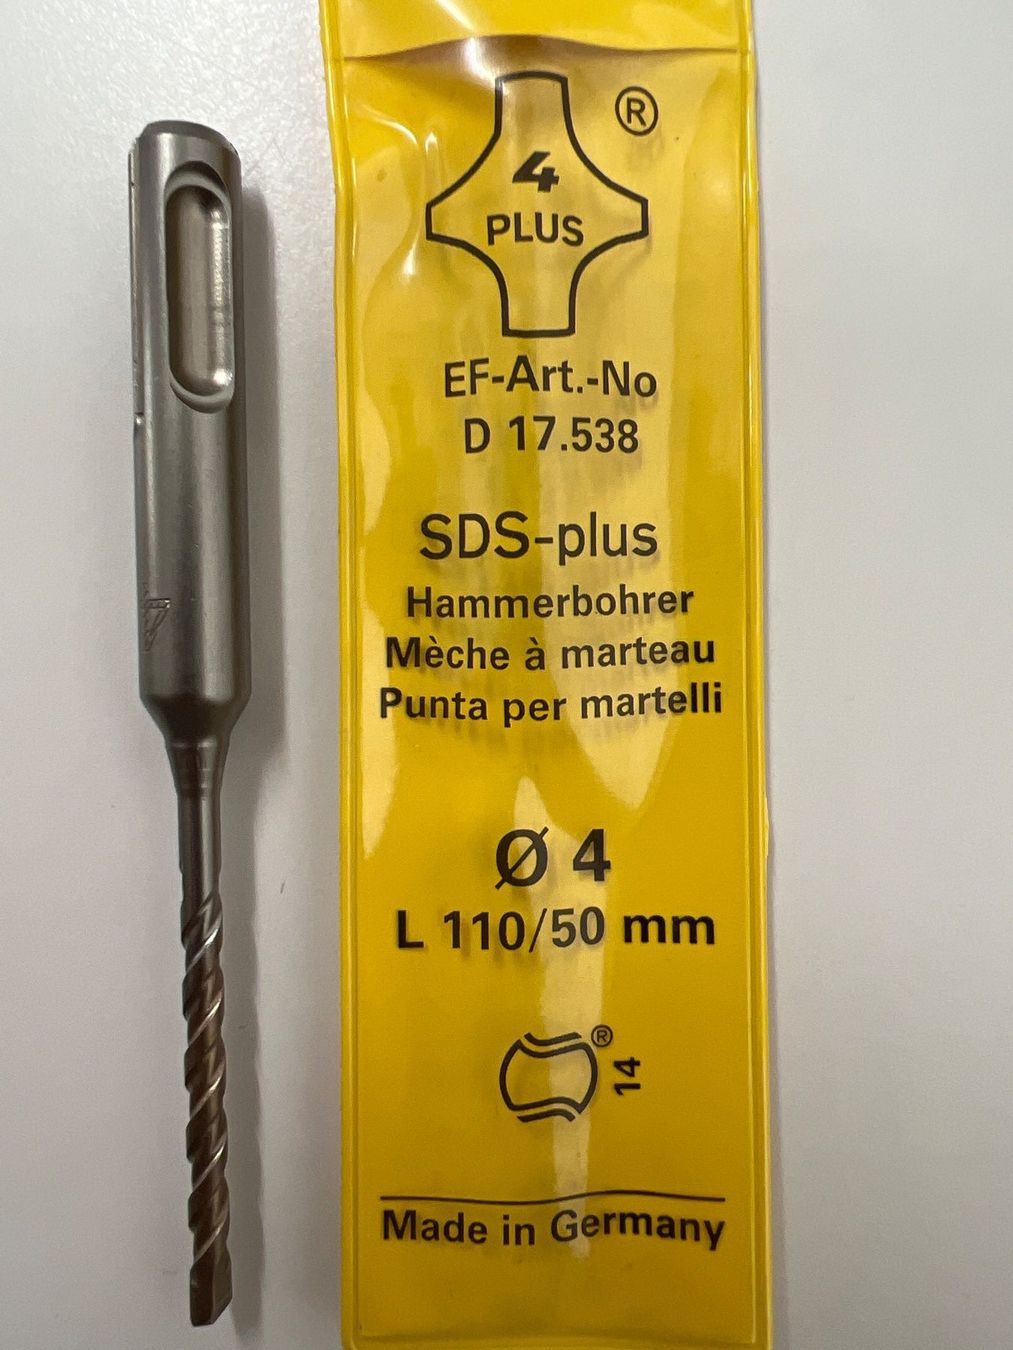 ®
4
PLUS
EF-Art.-No
D 17.538
SDS-plus
Hammerbohrer
Mèche à marteau
Punta per martelli
Ø 4
L 110/50 mm
®
14
Made in Germany